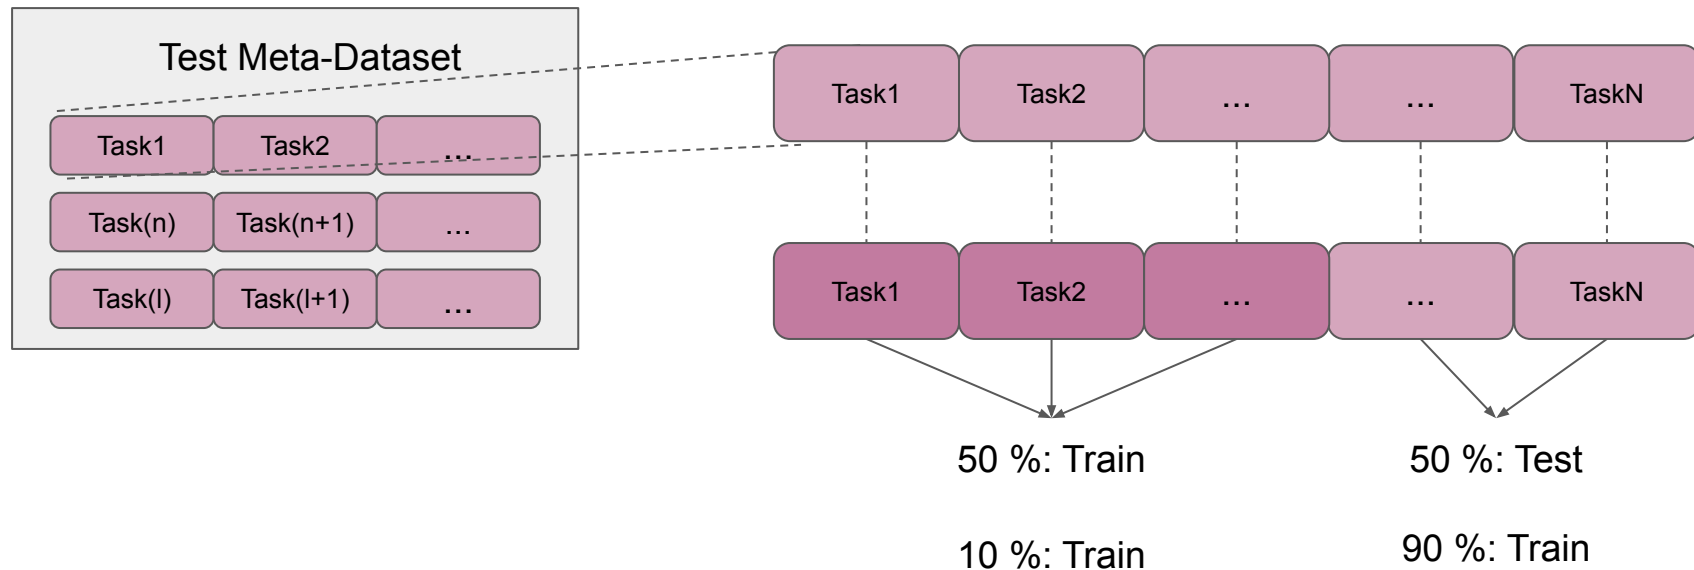 Test Meta-Dataset
Task1 Task2 ...
Task(n) Task(n+1) ...
Task(l) Task(l+1) ...
Task1 Task2 ... ... TaskN
Task1 Task2 ... ... TaskN
50 %: Train 50 %: Test
10 %: Train 90 %: Train